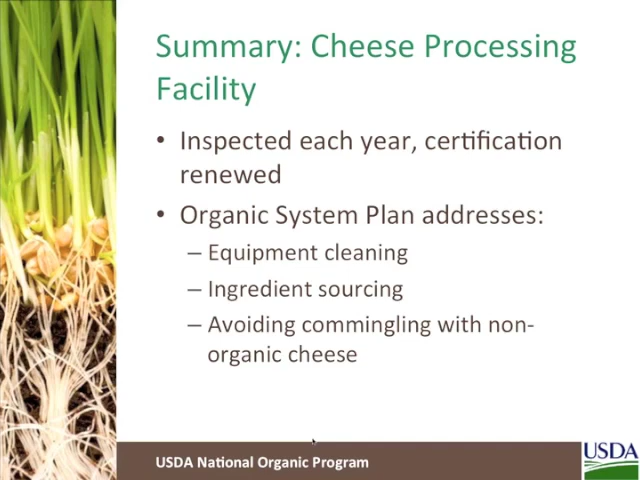 Summary: Cheese Processing
Facility
• Inspected each year, certification
renewed
• Organic System Plan addresses:
– Equipment cleaning
– Ingredient sourcing
– Avoiding commingling with non-
organic cheese
USDA National Organic Program
USDA